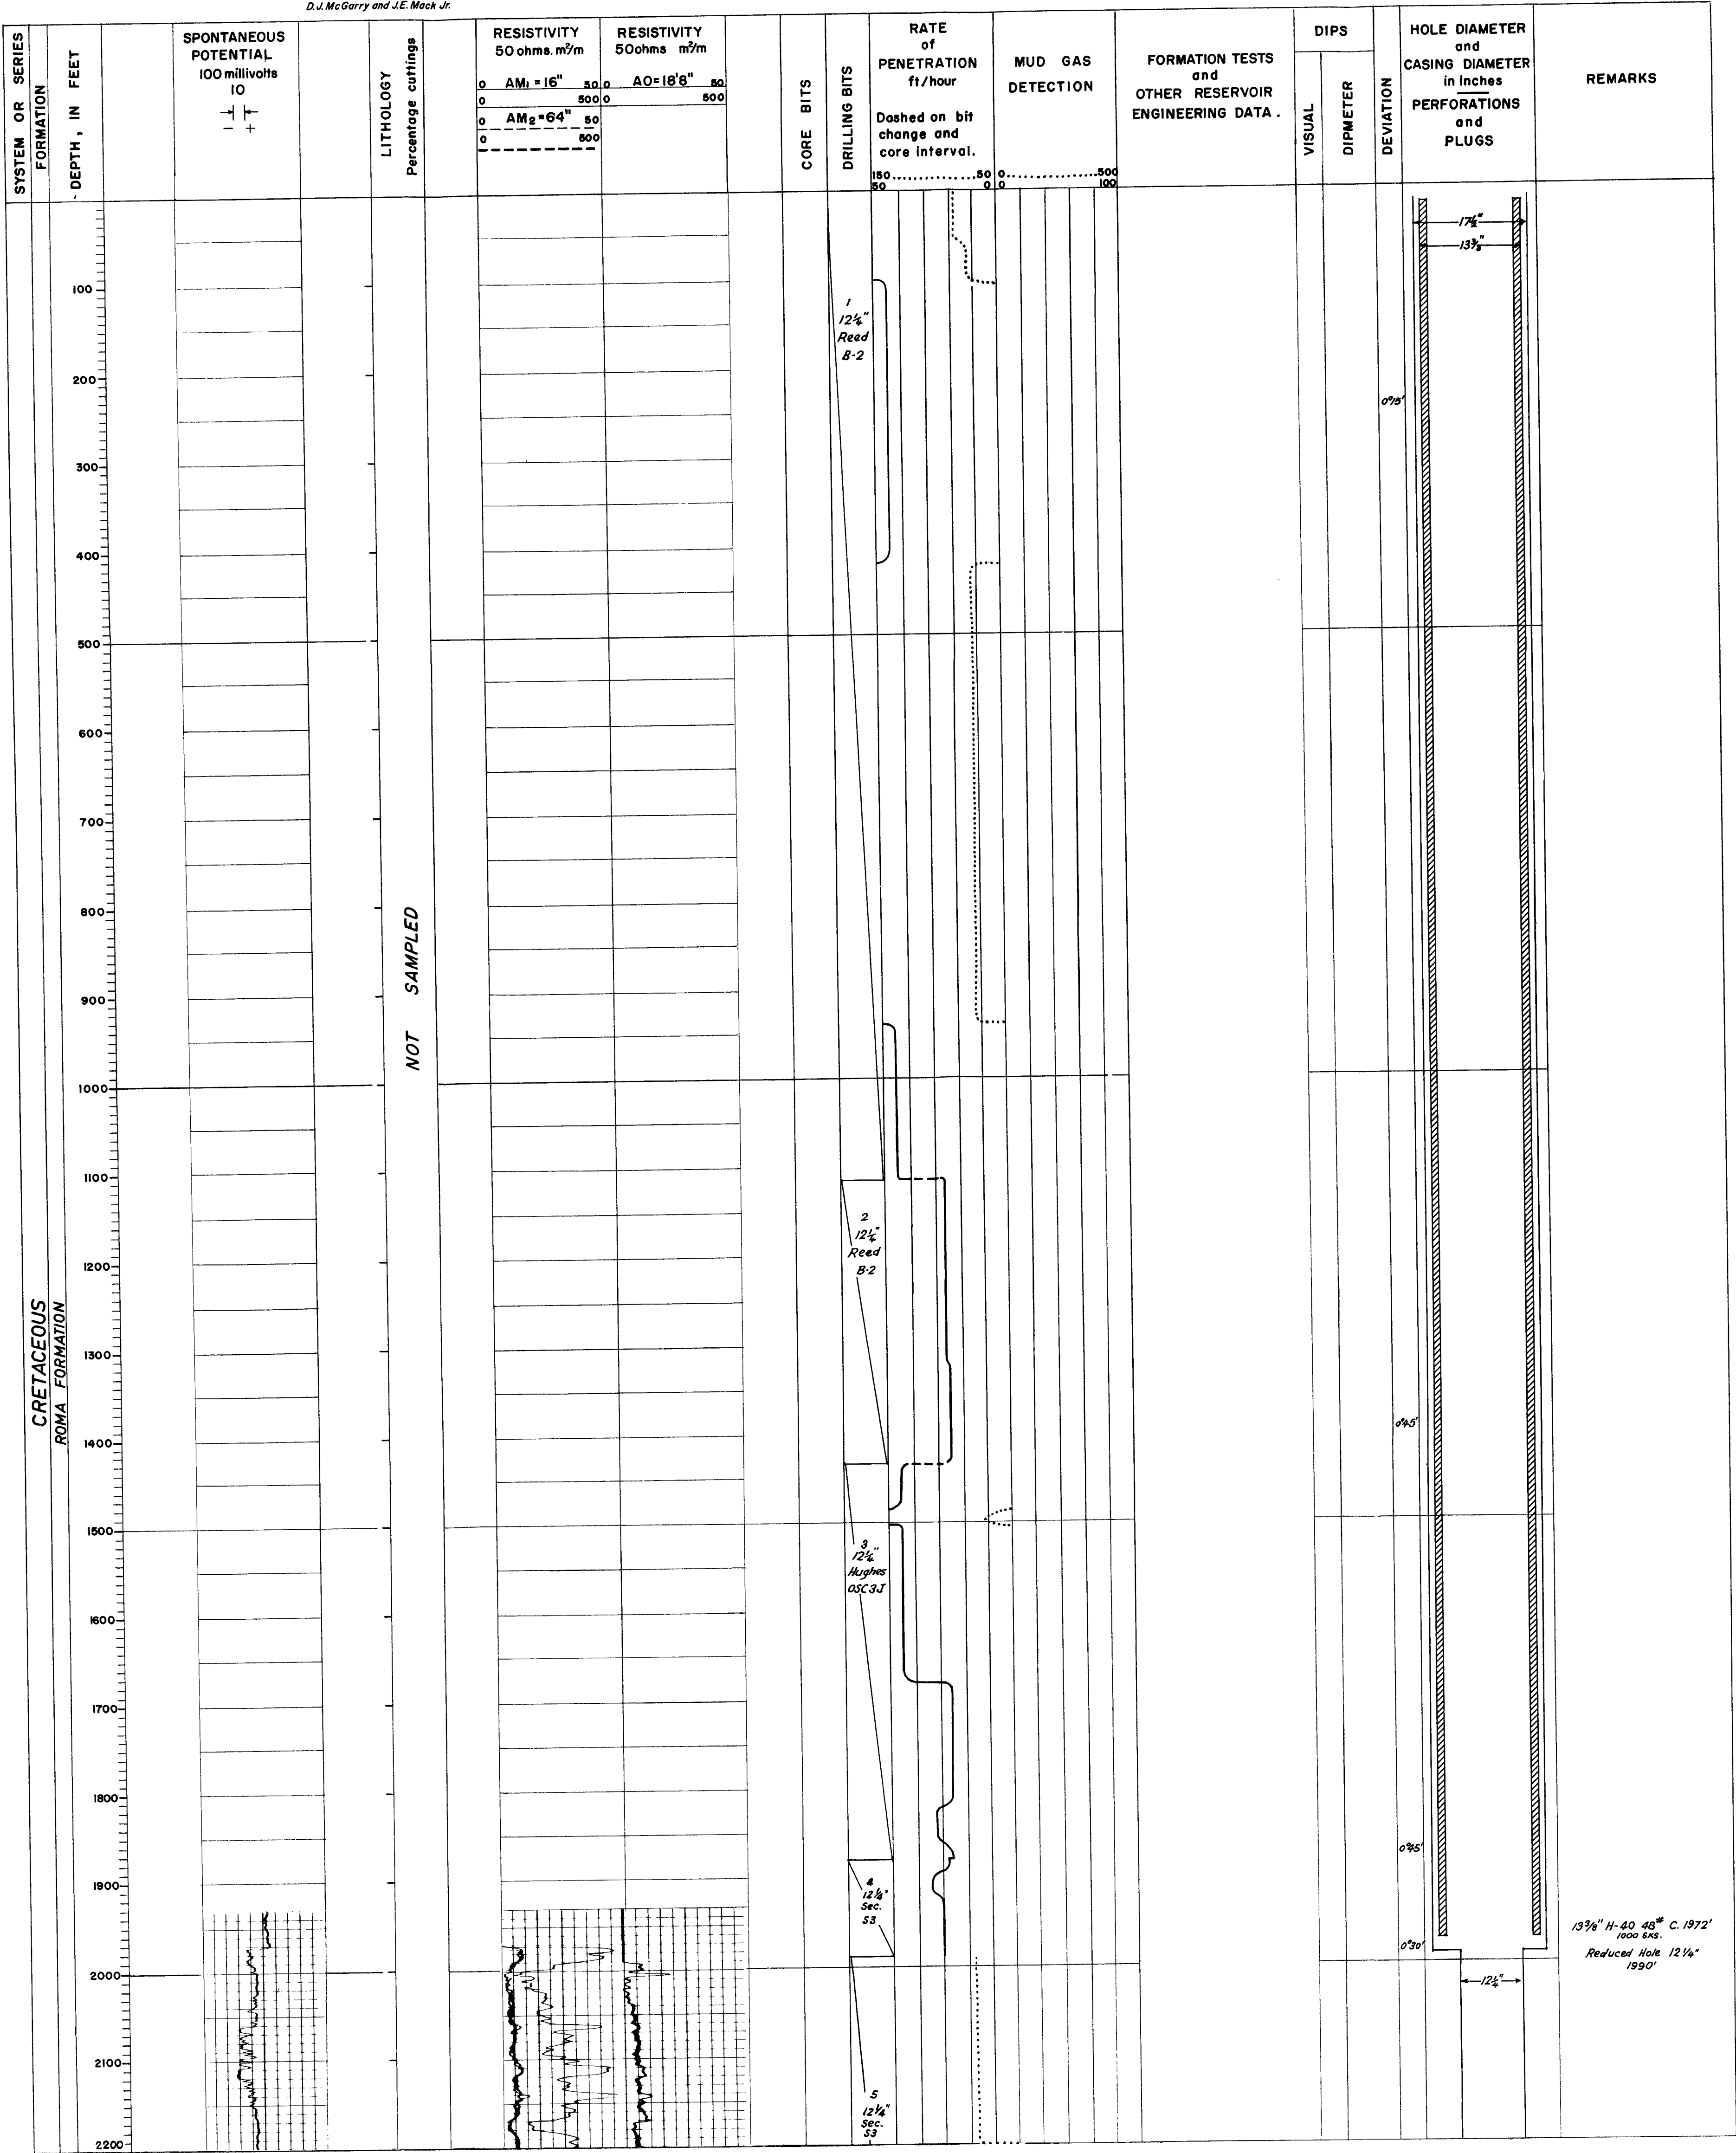 D.J. McGarry and J.E. Mack Jr.
SYSTEM OR SERIES
FORMATION
DEPTH, IN FEET
SPONTANEOUS
POTENTIAL
100 millivolts
10
- +
LITHOLOGY
Percentage cuttings
RESISTIVITY
50 ohms. m²/m
0 AM₁ = 16" 50
0 500
0 AM₂ = 64" 50
0 500
RESISTIVITY
50ohms m²/m
0 AO = 18'8" 50
0 500
CORE BITS
DRILLING BITS
RATE
of
PENETRATION
ft/hour
Dashed on bit
change and
core interval.
150 50
50 0
MUD GAS
DETECTION
0 500
0 100
FORMATION TESTS
and
OTHER RESERVOIR
ENGINEERING DATA.
DIPS
VISUAL
DIPMETER
DEVIATION
HOLE DIAMETER
and
CASING DIAMETER
in inches
PERFORATIONS
and
PLUGS
REMARKS
17½"
13⅜"
100
1
12¼"
Reed
B-2
200
0°15'
300
400
500
600
700
800
900
NOT SAMPLED
1000
1100
2
12¼"
Reed
B-2
1200
1300
CRETACEOUS
ROMA FORMATION
1400
0°45'
1500
3
12¼"
Hughes
OSC3J
1600
1700
1800
0°45'
1900
4
12¼"
Sec.
S3
0°30'
13⅜" H-40 48# C. 1972'
1000 SKS.
Reduced Hole 12¼"
1990'
2000
12¼"
2100
5
12¼"
Sec.
S3
2200